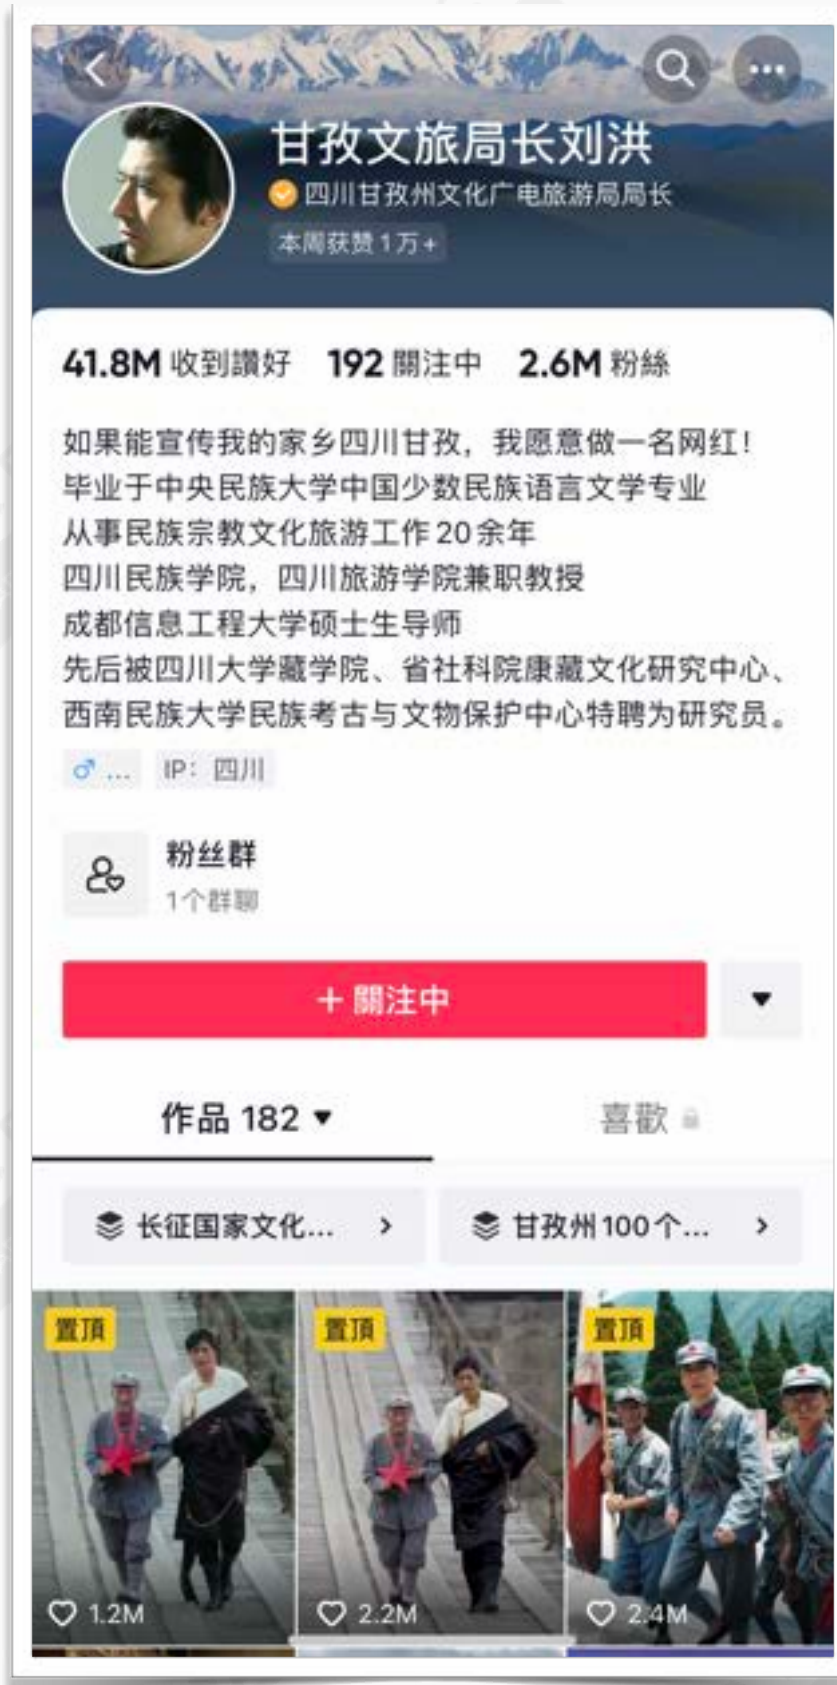 甘孜文旅局长刘洪
四川甘孜州文化广电旅游局局长
本周获赞1万+
41.8M 收到讚好 192 關注中 2.6M 粉絲
如果能宣传我的家乡四川甘孜，我愿意做一名网红！
毕业于中央民族大学中国少数民族语言文学专业
从事民族宗教文化旅游工作20余年
四川民族学院，四川旅游学院兼职教授
成都信息工程大学硕士生导师
先后被四川大学藏学院、省社科院康藏文化研究中心、
西南民族大学民族考古与文物保护中心特聘为研究员。
♂ ... IP：四川
粉丝群
1个群聊
＋關注中
作品 182 ▼ 喜歡
长征国家文化... > 甘孜州100个... >
置頂 置頂 置頂
1.2M 2.2M 2.4M